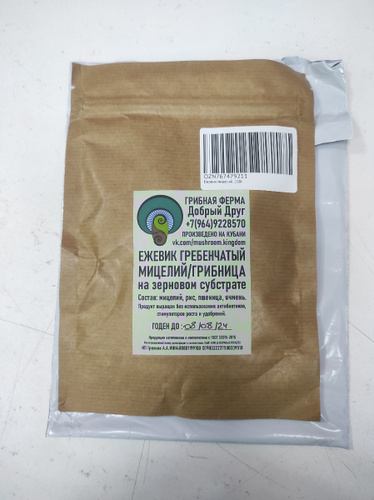 OZN767479211
ГРИБНАЯ ФЕРМА
Добрый Друг
+7(964)9228570
ПРОИЗВЕДЕНО НА КУБАНИ
vk.com/mushroom.kingdom
ЕЖЕВИК ГРЕБЕНЧАТЫЙ
МИЦЕЛИЙ/ГРИБНИЦА
на зерновом субстрате
Состав: мицелий, рис, пшеница, ячмень.
Продукт выращен без использования антибиотиков,
стимуляторов роста и удобрений.
ГОДЕН ДО: 08/08/24